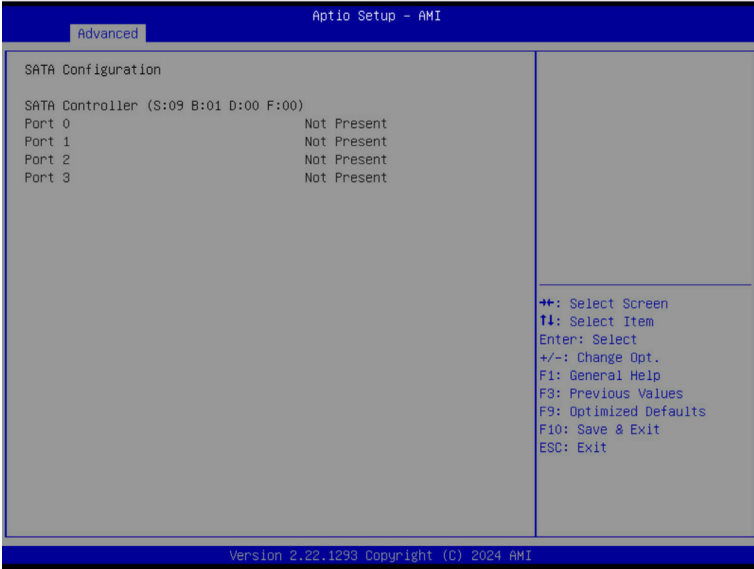 Aptio Setup – AMI
Advanced
SATA Configuration
SATA Controller (S:09 B:01 D:00 F:00)
Port 0 Not Present
Port 1 Not Present
Port 2 Not Present
Port 3 Not Present
→←: Select Screen
↑↓: Select Item
Enter: Select
+/-: Change Opt.
F1: General Help
F3: Previous Values
F9: Optimized Defaults
F10: Save & Exit
ESC: Exit
Version 2.22.1293 Copyright (C) 2024 AMI